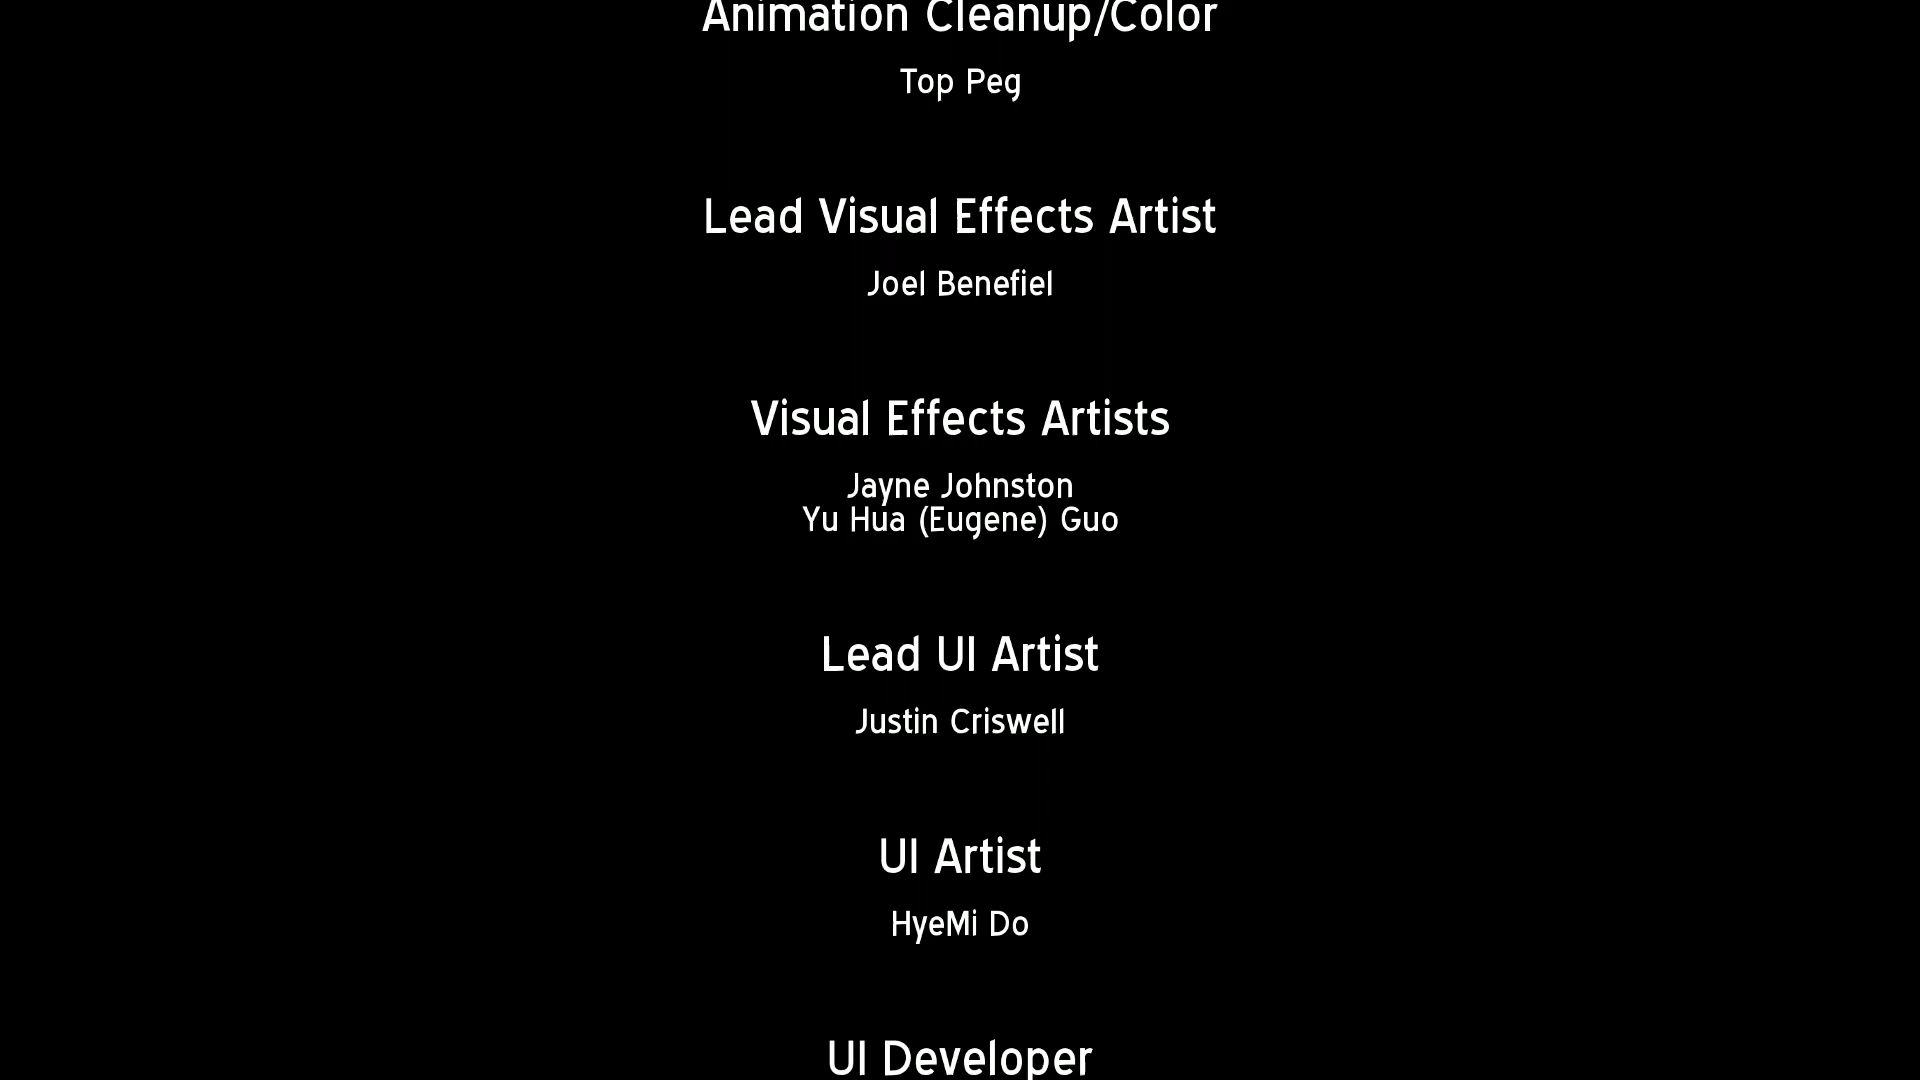 Animation Cleanup/Color
Top Peg
Lead Visual Effects Artist
Joel Benefiel
Visual Effects Artists
Jayne Johnston
Yu Hua (Eugene) Guo
Lead UI Artist
Justin Criswell
UI Artist
HyeMi Do
UI Developer